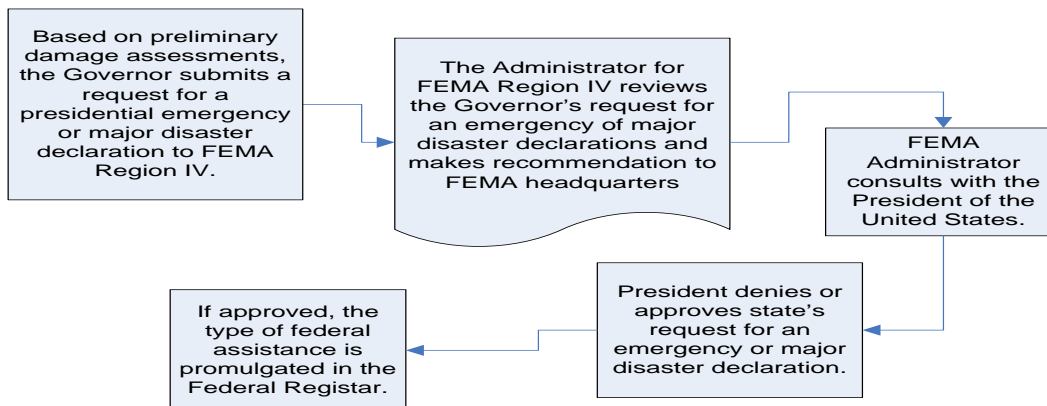 Based on preliminary
damage assessments,
the Governor submits a
request for a
presidential emergency
or major disaster
declaration to FEMA
Region IV.
The Administrator for
FEMA Region IV reviews
the Governor's request for
an emergency of major
disaster declarations and
makes recommendation to
FEMA headquarters
FEMA
Administrator
consults with the
President of the
United States.
President denies or
approves state's
request for an
emergency or major
disaster declaration.
If approved, the
type of federal
assistance is
promulgated in the
Federal Registar.